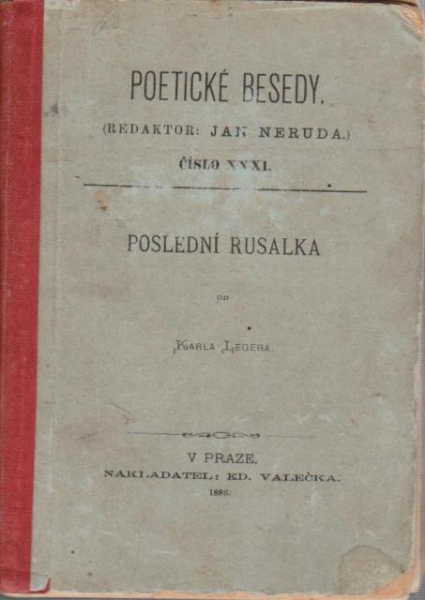 POETICKÉ BESEDY.
(REDAKTOR: JAN NERUDA.)
ČÍSLO XXXI.
POSLEDNÍ RUSALKA
OD
KARLA LEGERA.
V PRAZE.
NAKLADATEL: ED. VALEČKA.